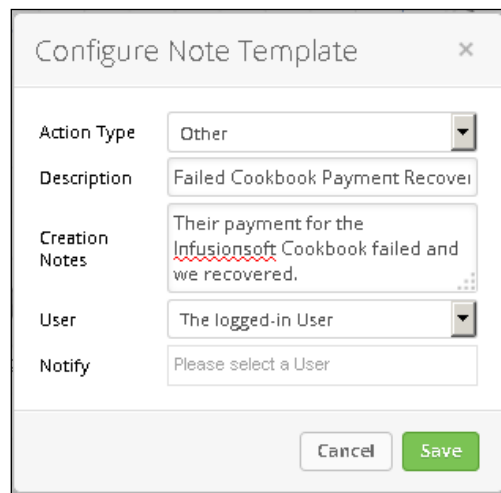 Configure Note Template ×
Action Type Other
Description Failed Cookbook Payment Recover
Creation Notes
Their payment for the
Infusionsoft Cookbook failed and
we recovered.
User The logged-in User
Notify Please select a User
Cancel Save